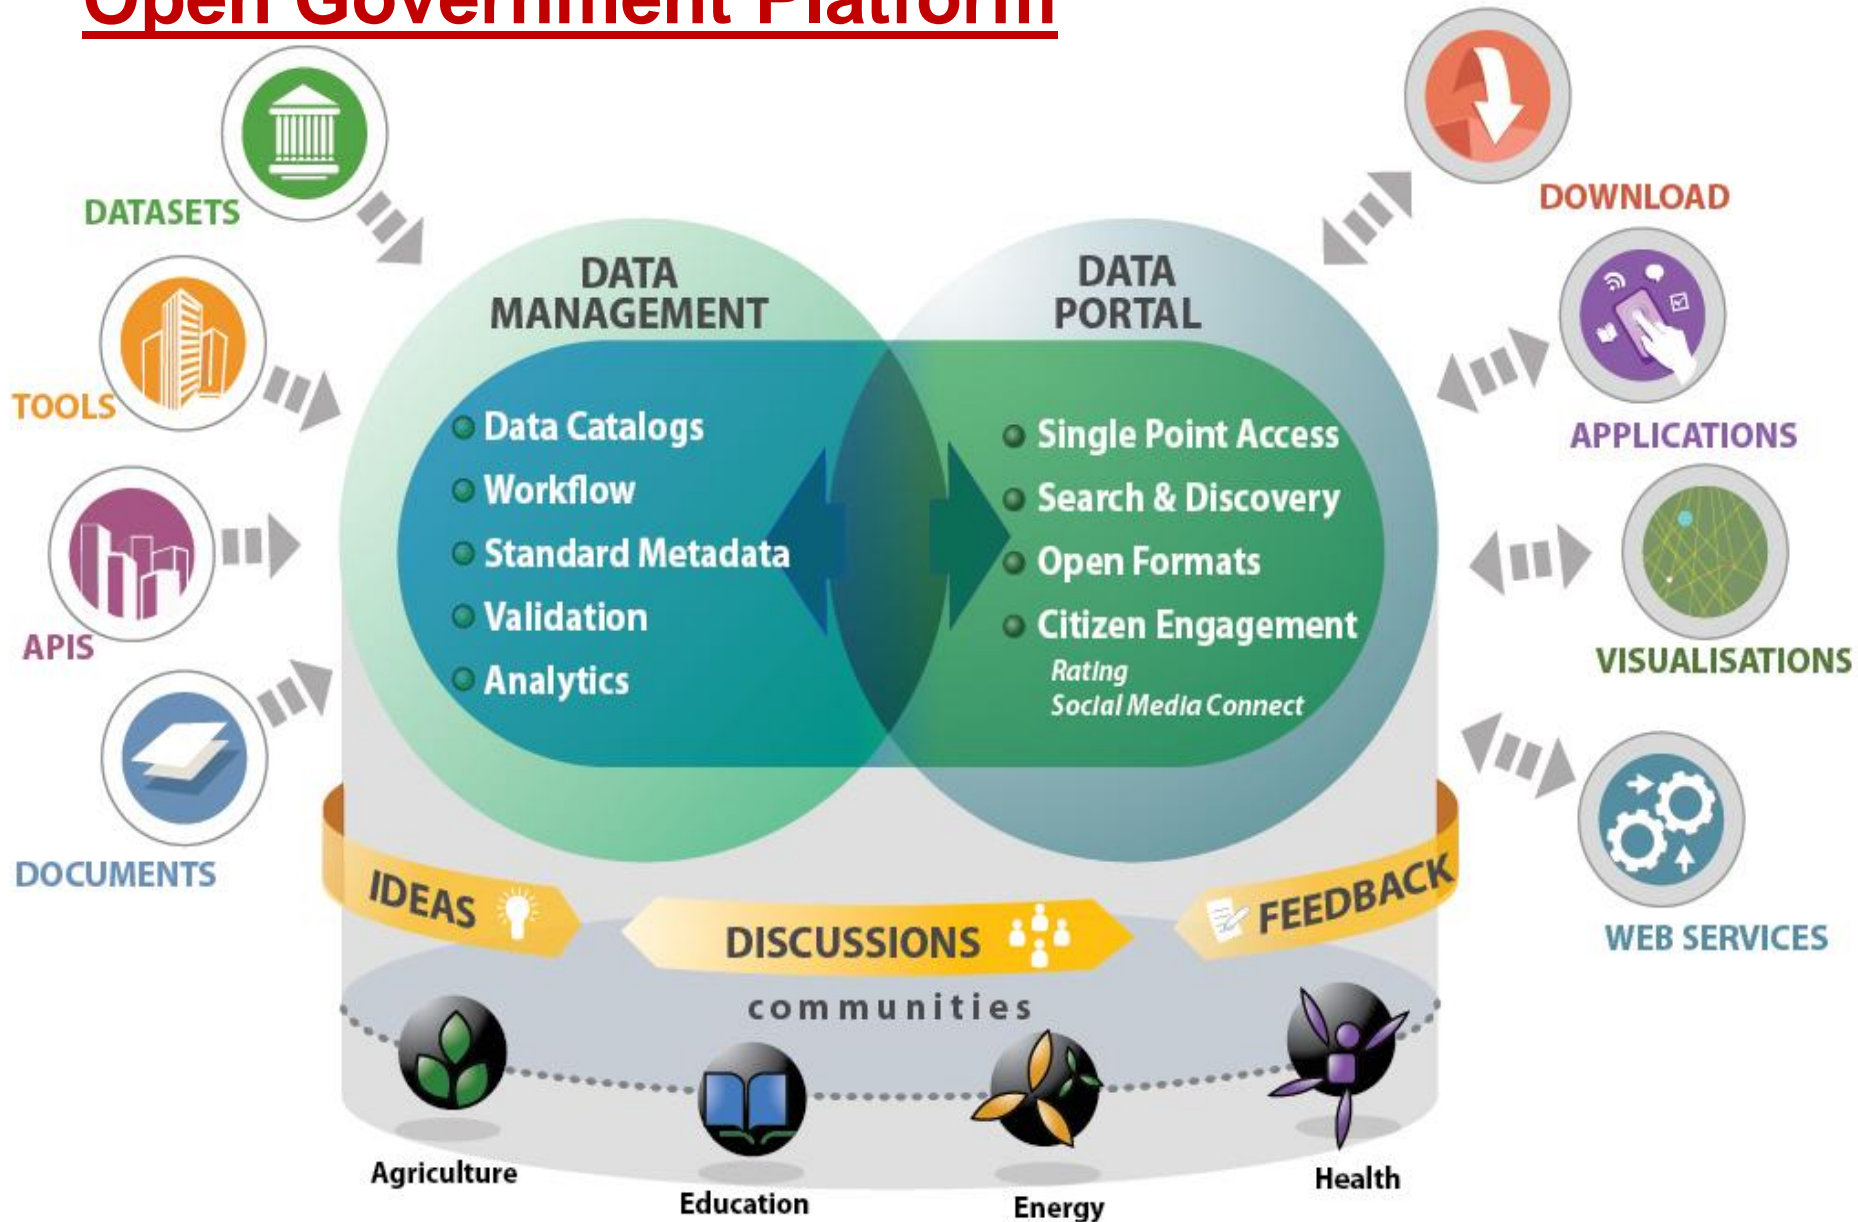 Open Government Platform
DATASETS
TOOLS
APIS
DOCUMENTS
DATA
MANAGEMENT
Data Catalogs
Workflow
Standard Metadata
Validation
Analytics
DATA
PORTAL
Single Point Access
Search & Discovery
Open Formats
Citizen Engagement
Rating
Social Media Connect
DOWNLOAD
APPLICATIONS
VISUALISATIONS
WEB SERVICES
IDEAS
DISCUSSIONS
FEEDBACK
communities
Agriculture
Education
Energy
Health